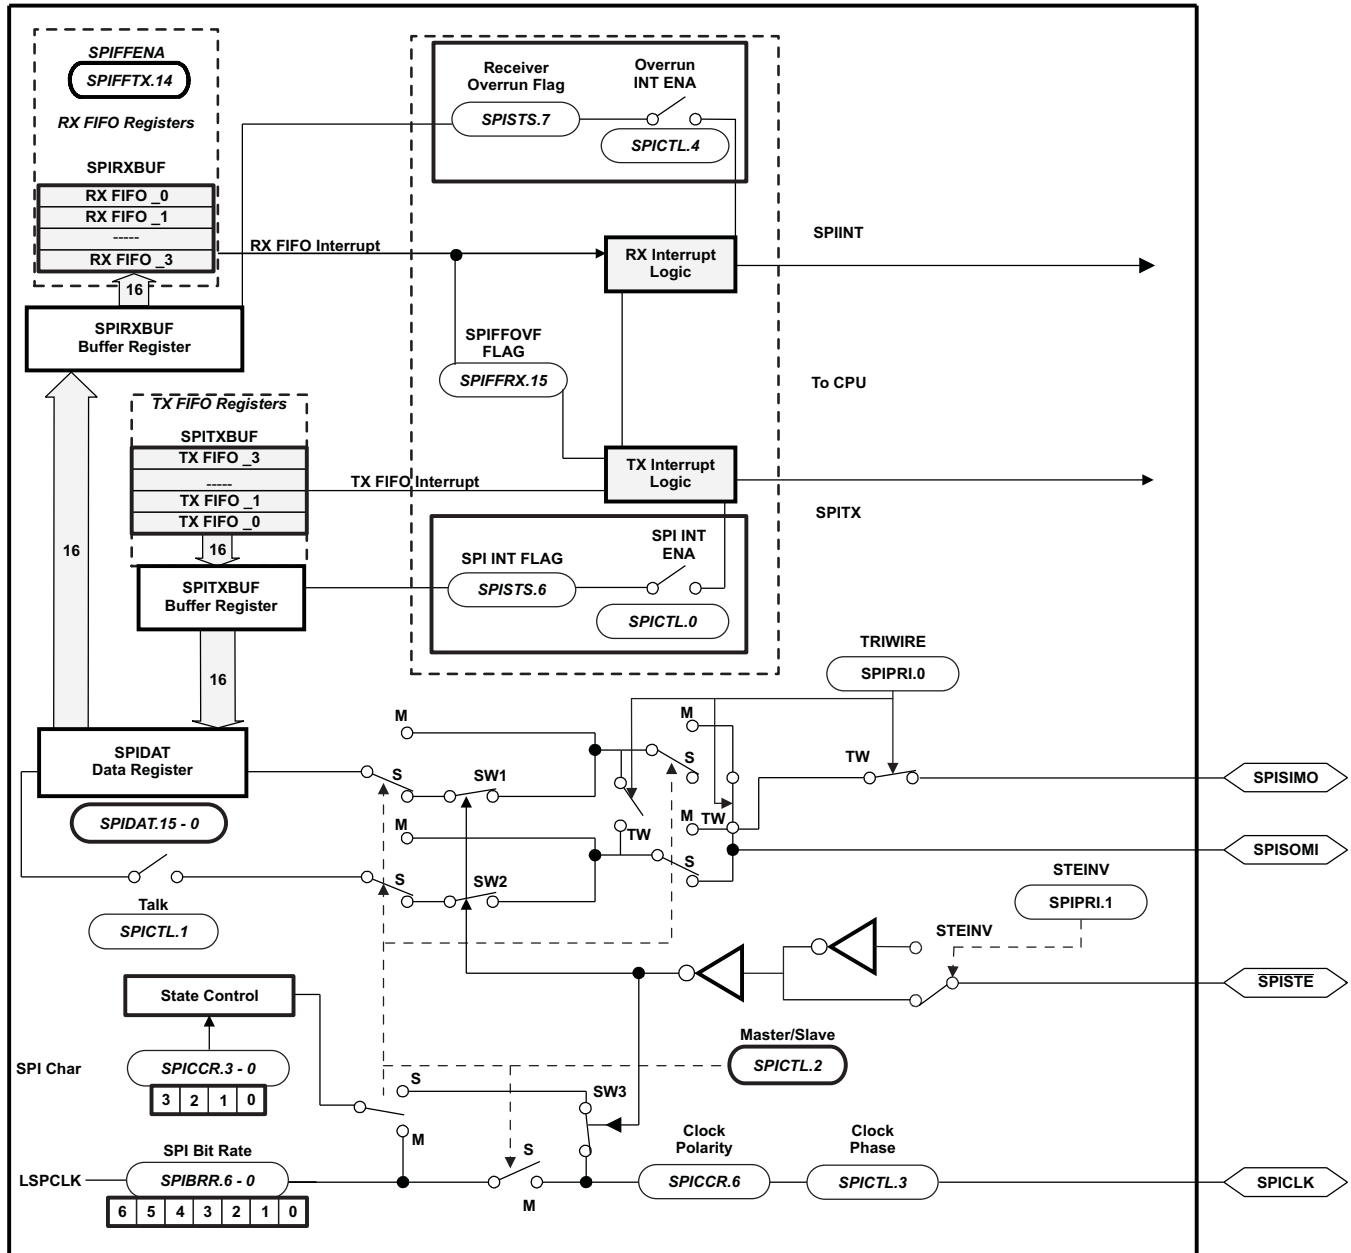 SPIFFENA
SPIFFTX.14
RX FIFO Registers
SPIRXBUF
RX FIFO _0
RX FIFO _1
-----
RX FIFO _3
16
SPIRXBUF
Buffer Register
Receiver
Overrun Flag
SPISTS.7
Overrun
INT ENA
SPICTL.4
RX FIFO Interrupt
RX Interrupt
Logic
SPIINT
SPIFFOVF
FLAG
SPIFFRX.15
To CPU
TX FIFO Registers
SPITXBUF
TX FIFO _3
-----
TX FIFO _1
TX FIFO _0
16
16
TX FIFO Interrupt
TX Interrupt
Logic
SPITX
SPITXBUF
Buffer Register
SPI INT FLAG
SPISTS.6
SPI INT
ENA
SPICTL.0
16
TRIWIRE
SPIPRI.0
SPIDAT
Data Register
SPIDAT.15 - 0
M
S
SW1
M
S
TW
SPISIMO
M
S
SW2
TW
M
TW
S
SPISOMI
Talk
SPICTL.1
STEINV
SPIPRI.1
STEINV
SPISTE
State Control
Master/Slave
SPICTL.2
SPI Char
SPICCR.3 - 0
3 2 1 0
S
M
SW3
SPI Bit Rate
LSPCLK
SPIBRR.6 - 0
6 5 4 3 2 1 0
S
M
Clock
Polarity
SPICCR.6
Clock
Phase
SPICTL.3
SPICLK